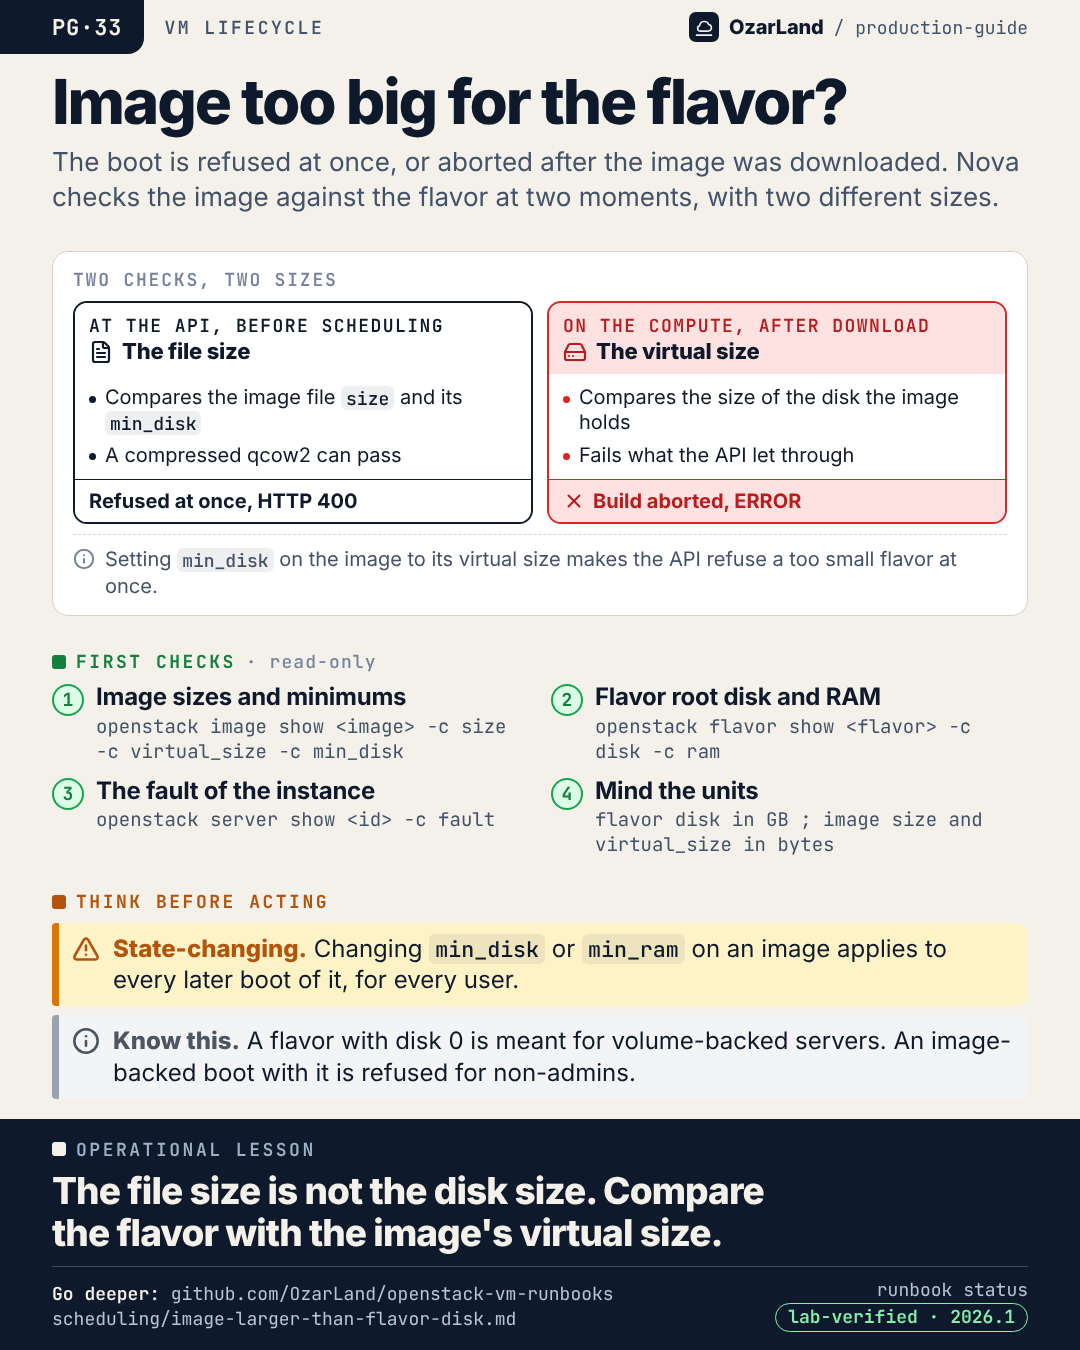 PG·33
VM LIFECYCLE
OzarLand / production-guide
Image too big for the flavor?
The boot is refused at once, or aborted after the image was downloaded. Nova
checks the image against the flavor at two moments, with two different sizes.
TWO CHECKS, TWO SIZES
AT THE API, BEFORE SCHEDULING
The file size
• Compares the image file size and its
min_disk
• A compressed qcow2 can pass
Refused at once, HTTP 400
ON THE COMPUTE, AFTER DOWNLOAD
The virtual size
• Compares the size of the disk the image
holds
• Fails what the API let through
Build aborted, ERROR
Setting min_disk on the image to its virtual size makes the API refuse a too small flavor at
once.
FIRST CHECKS · read-only
1 Image sizes and minimums
openstack image show <image> -c size
-c virtual_size -c min_disk
2 Flavor root disk and RAM
openstack flavor show <flavor> -c
disk -c ram
3 The fault of the instance
openstack server show <id> -c fault
4 Mind the units
flavor disk in GB ; image size and
virtual_size in bytes
THINK BEFORE ACTING
State-changing. Changing min_disk or min_ram on an image applies to
every later boot of it, for every user.
Know this. A flavor with disk 0 is meant for volume-backed servers. An image-
backed boot with it is refused for non-admins.
OPERATIONAL LESSON
The file size is not the disk size. Compare
the flavor with the image's virtual size.
Go deeper: github.com/OzarLand/openstack-vm-runbooks
scheduling/image-larger-than-flavor-disk.md
runbook status
lab-verified · 2026.1